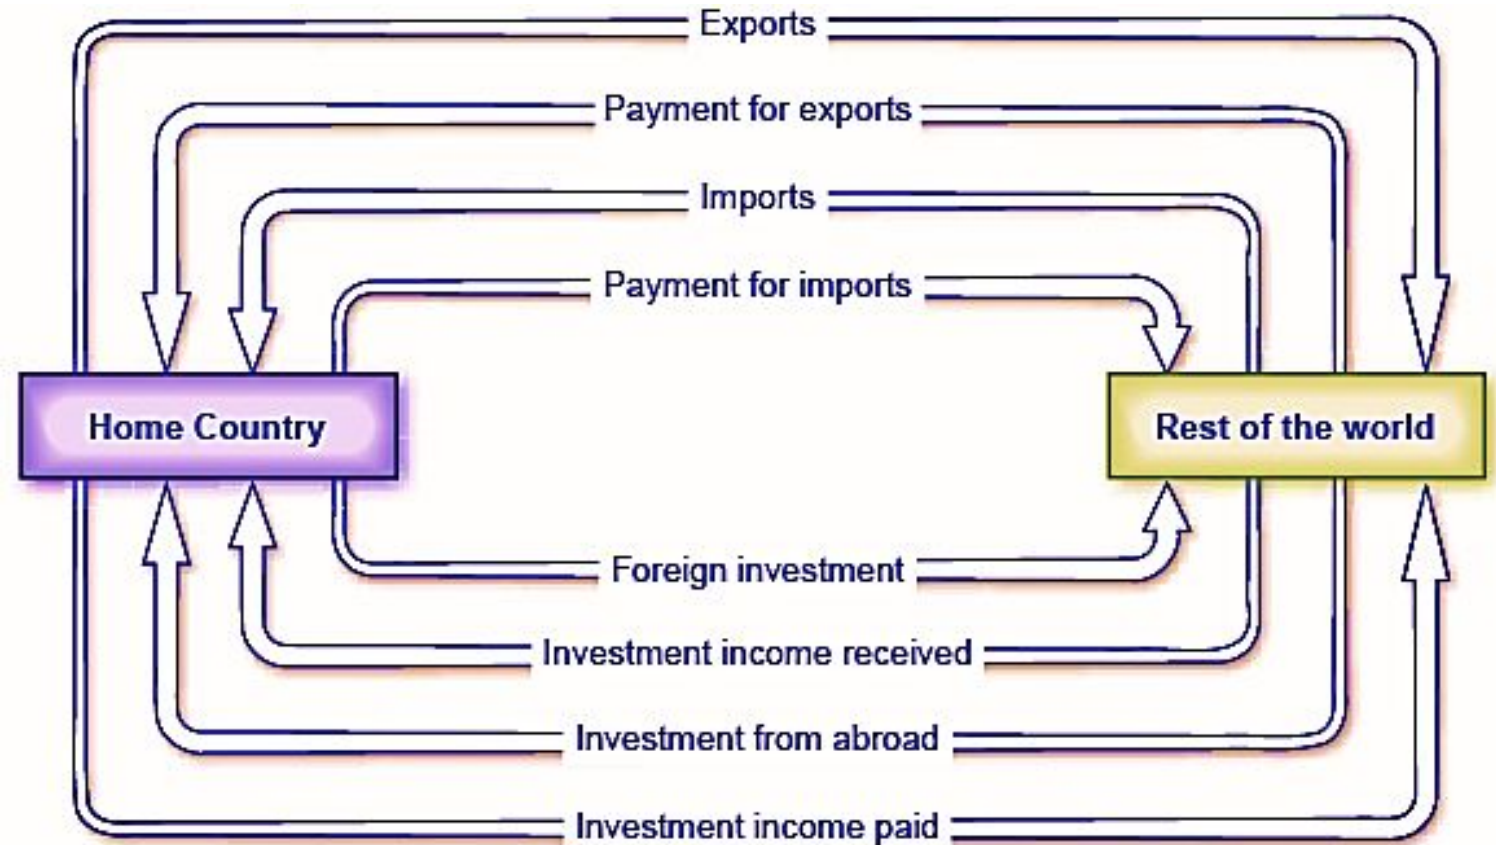 Exports
Payment for exports
Imports
Payment for imports
Home Country
Rest of the world
Foreign investment
Investment income received
Investment from abroad
Investment income paid